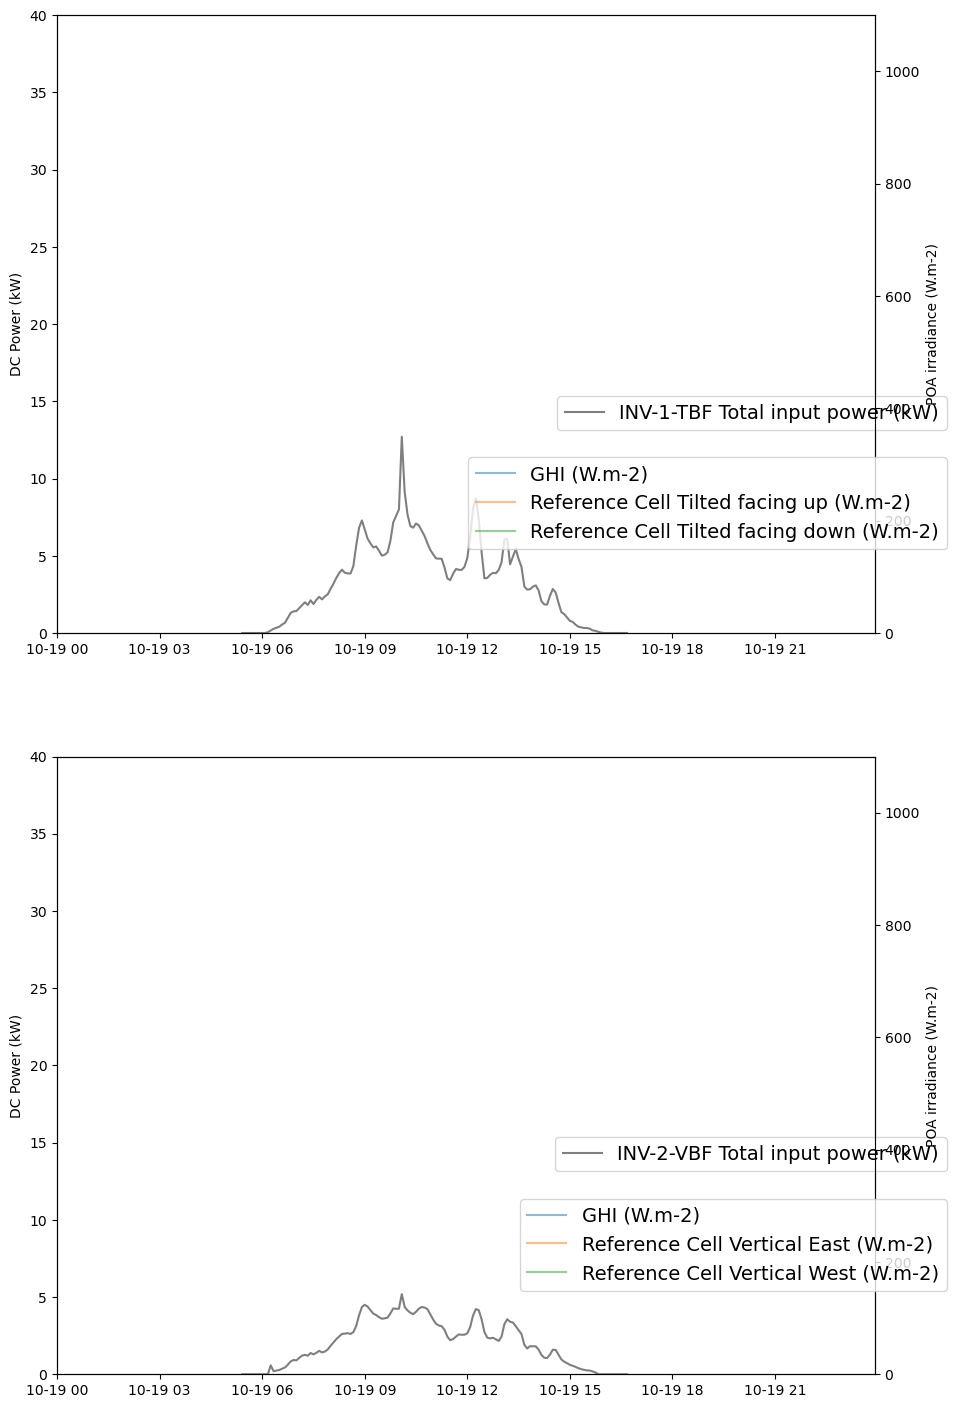 40
35
30
25
20
15
10
5
0
DC Power (kW)
1000
800
600
400
200
0
POA irradiance (W.m-2)
INV-1-TBF Total input power (kW)
GHI (W.m-2)
Reference Cell Tilted facing up (W.m-2)
Reference Cell Tilted facing down (W.m-2)
10-19 00 10-19 03 10-19 06 10-19 09 10-19 12 10-19 15 10-19 18 10-19 21
40
35
30
25
20
15
10
5
0
DC Power (kW)
1000
800
600
400
200
0
POA irradiance (W.m-2)
INV-2-VBF Total input power (kW)
GHI (W.m-2)
Reference Cell Vertical East (W.m-2)
Reference Cell Vertical West (W.m-2)
10-19 00 10-19 03 10-19 06 10-19 09 10-19 12 10-19 15 10-19 18 10-19 21